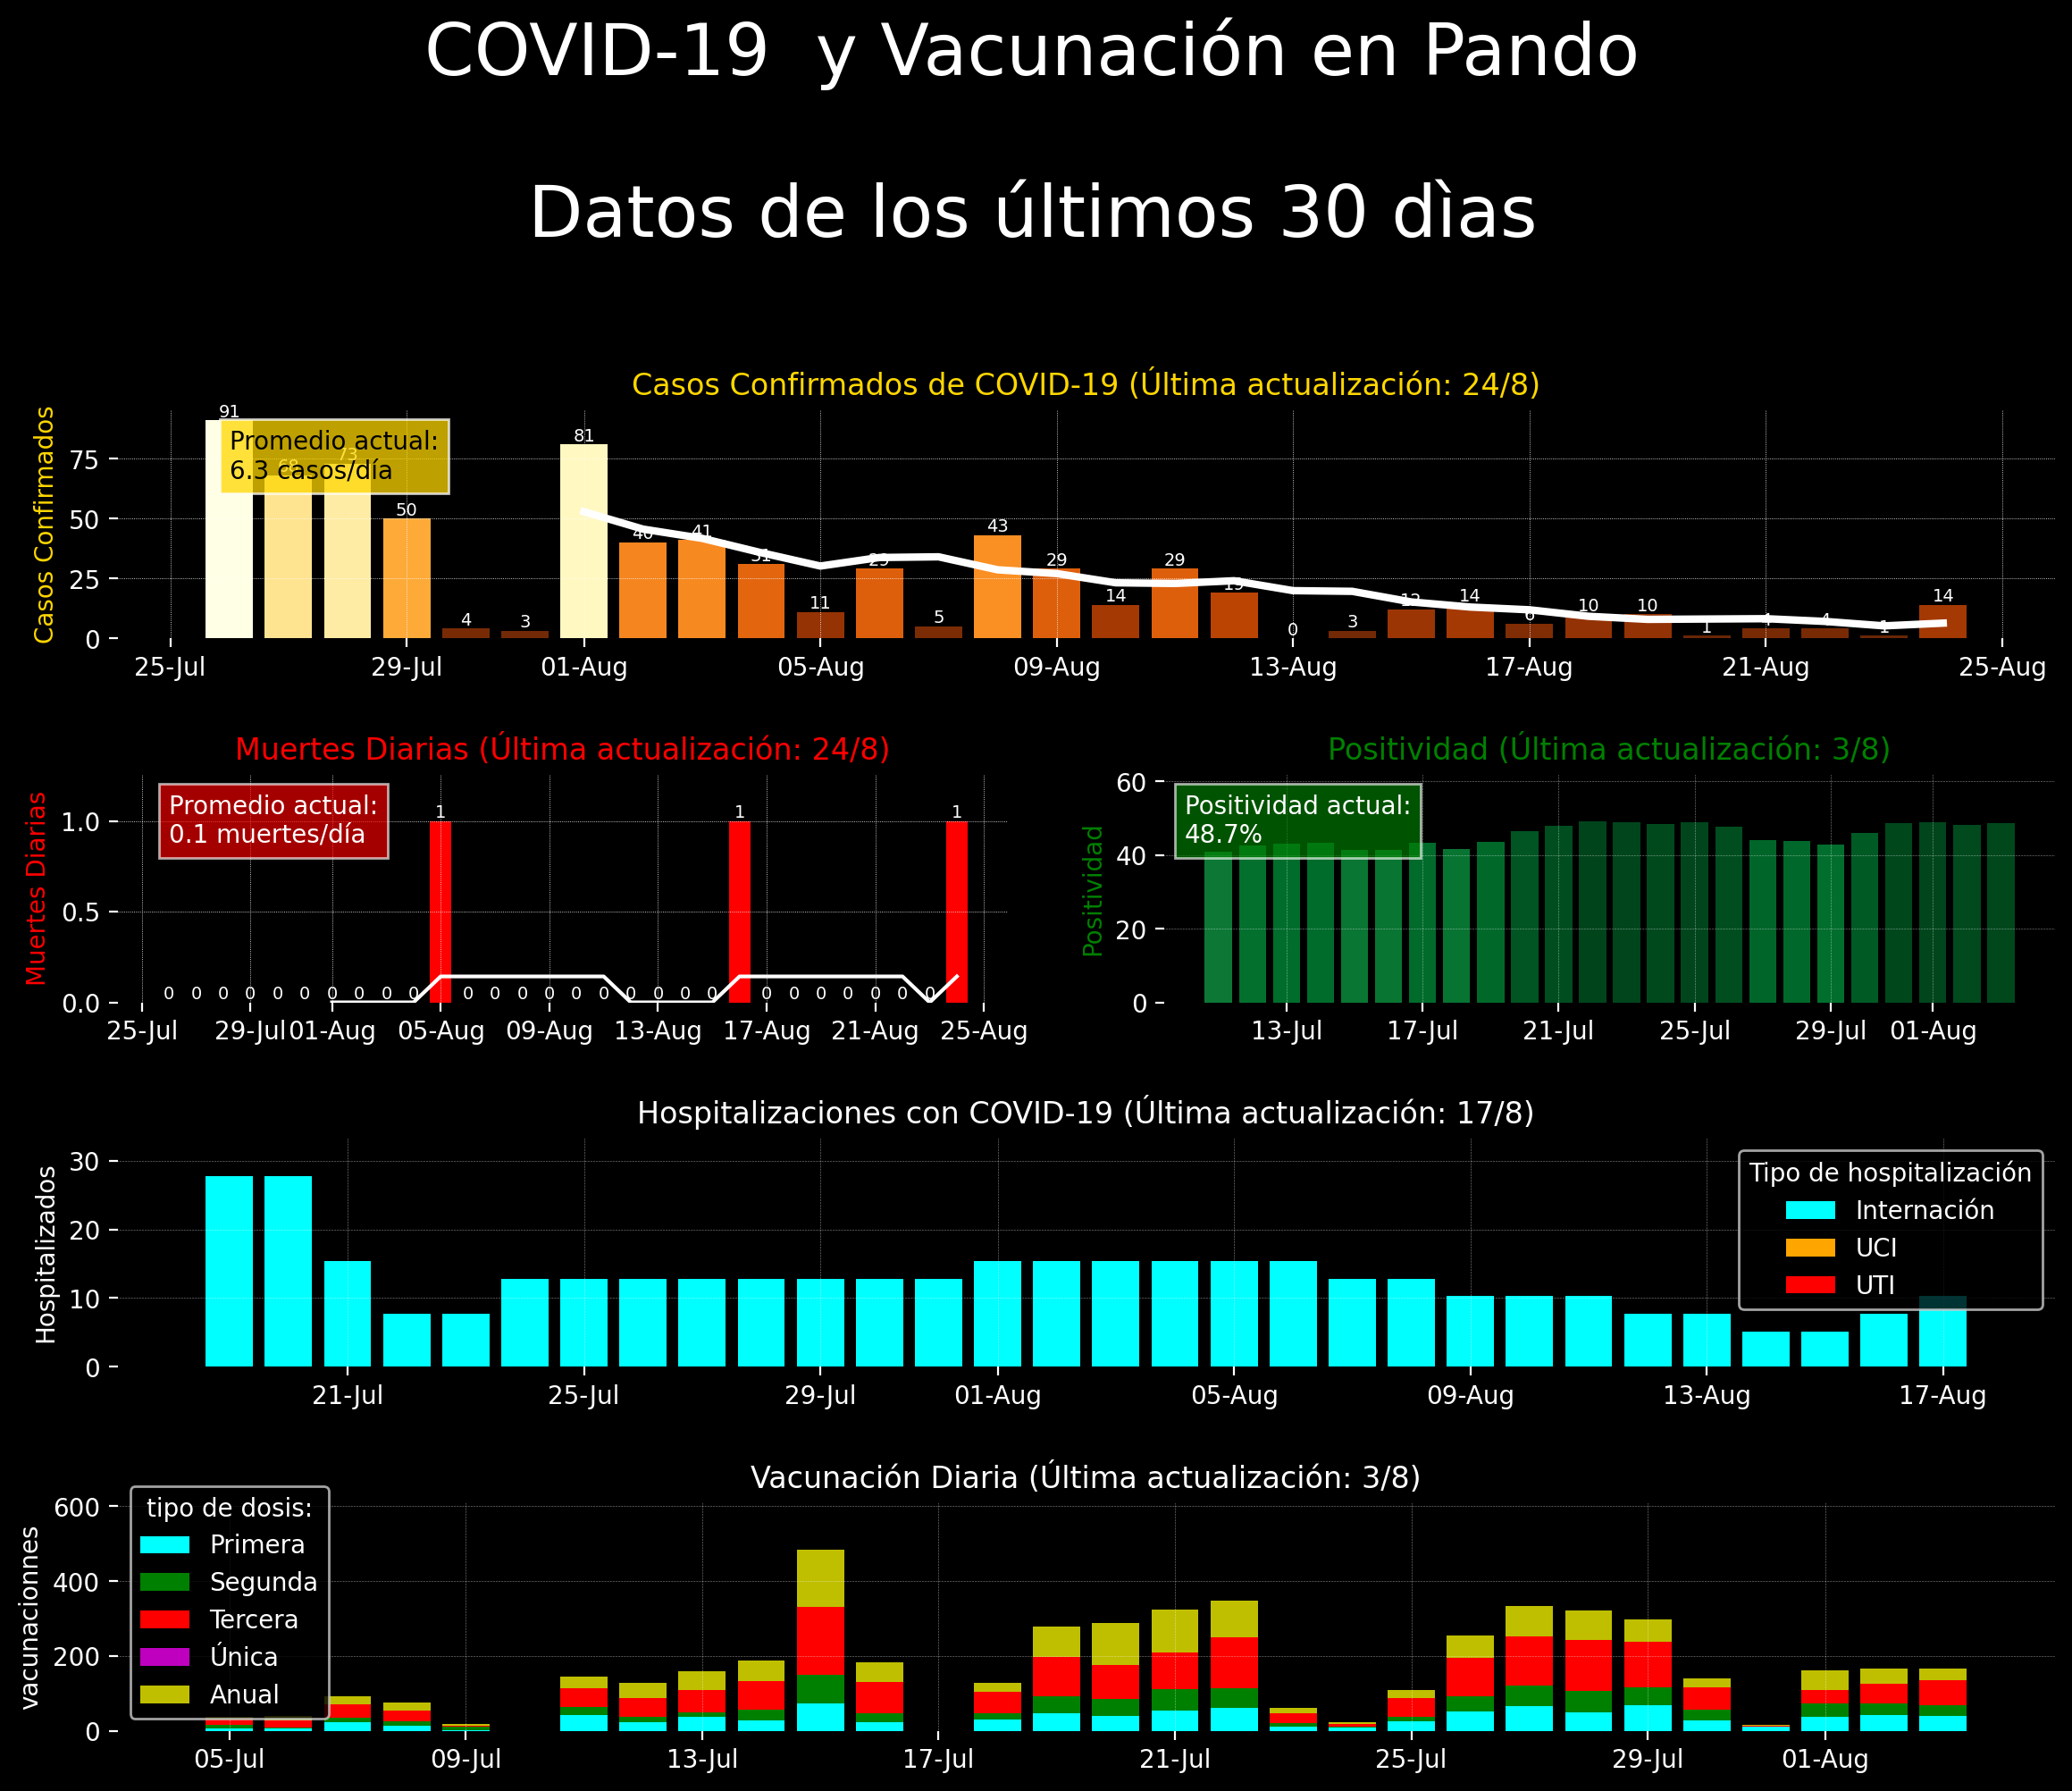 COVID-19  y Vacunación en Pando
Datos de los últimos 30 dìas
Casos Confirmados de COVID-19 (Última actualización: 24/8)
Casos Confirmados
75
50
25
0
Promedio actual:
6.3 casos/día
91
68
73
50
4
3
81
40
41
31
11
29
5
43
29
14
29
19
0
3
12
14
6
10
10
1
4
4
1
14
25-Jul
29-Jul
01-Aug
05-Aug
09-Aug
13-Aug
17-Aug
21-Aug
25-Aug
Muertes Diarias (Última actualización: 24/8)
Muertes Diarias
1.0
0.5
0.0
Promedio actual:
0.1 muertes/día
0 0 0 0 0 0 0 0 0 0 1 0 0 0 0 0 0 0 0 0 0 1 0 0 0 0 0 0 0 1
25-Jul
29-Jul
01-Aug
05-Aug
09-Aug
13-Aug
17-Aug
21-Aug
25-Aug
Positividad (Última actualización: 3/8)
Positividad
60
40
20
0
Positividad actual:
48.7%
13-Jul
17-Jul
21-Jul
25-Jul
29-Jul
01-Aug
Hospitalizaciones con COVID-19 (Última actualización: 17/8)
Hospitalizados
30
20
10
0
Tipo de hospitalización
Internación
UCI
UTI
21-Jul
25-Jul
29-Jul
01-Aug
05-Aug
09-Aug
13-Aug
17-Aug
Vacunación Diaria (Última actualización: 3/8)
vacunacionnes
600
400
200
0
tipo de dosis:
Primera
Segunda
Tercera
Única
Anual
05-Jul
09-Jul
13-Jul
17-Jul
21-Jul
25-Jul
29-Jul
01-Aug